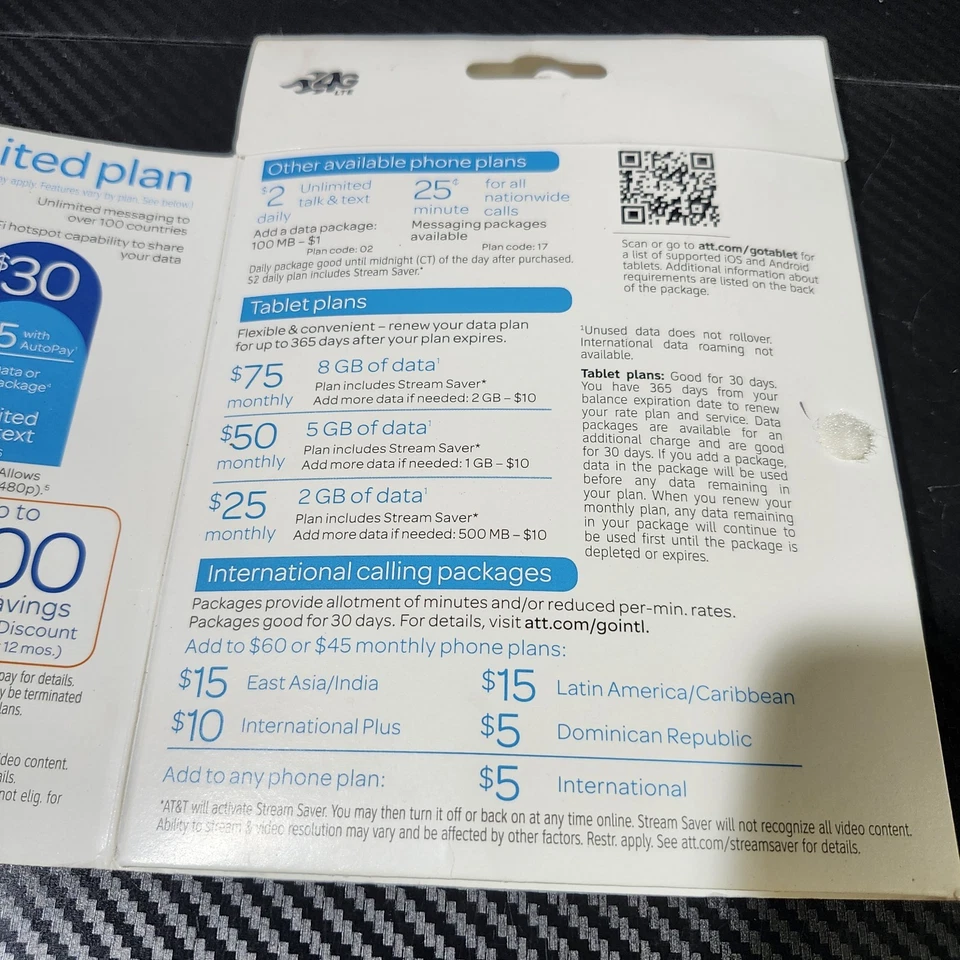 ited plan
y apply. Features vary by plan. See below.)
Unlimited messaging to
over 100 countries
Fi hotspot capability to share
your data
$30
5 with
AutoPay¹
ata or
ackage⁴
ited
text
Allows
480p).⁵
p to
00
avings
Discount
12 mos.)
pay for details.
y be terminated
lans.
deo content.
ails.
not elig. for
4G
LTE
Other available phone plans
$2 daily
Unlimited
talk & text
Add a data package:
100 MB – $1
Plan code: 02
25¢ minute
for all
nationwide
calls
Messaging packages
available
Plan code: 17
Daily package good until midnight (CT) of the day after purchased.
$2 daily plan includes Stream Saver.*
Tablet plans
Flexible & convenient – renew your data plan
for up to 365 days after your plan expires.
$75 monthly
8 GB of data¹
Plan includes Stream Saver*
Add more data if needed: 2 GB – $10
$50 monthly
5 GB of data¹
Plan includes Stream Saver*
Add more data if needed: 1 GB – $10
$25 monthly
2 GB of data¹
Plan includes Stream Saver*
Add more data if needed: 500 MB – $10
Scan or go to att.com/gotablet for
a list of supported iOS and Android
tablets. Additional information about
requirements are listed on the back
of the package.
¹Unused data does not rollover.
International data roaming not
available.
Tablet plans: Good for 30 days.
You have 365 days from your
balance expiration date to renew
your rate plan and service. Data
packages are available for an
additional charge and are good
for 30 days. If you add a package,
data in the package will be used
before any data remaining in
your plan. When you renew your
monthly plan, any data remaining
in your package will continue to
be used first until the package is
depleted or expires.
International calling packages
Packages provide allotment of minutes and/or reduced per-min. rates.
Packages good for 30 days. For details, visit att.com/gointl.
Add to $60 or $45 monthly phone plans:
$15 East Asia/India
$15 Latin America/Caribbean
$10 International Plus
$5 Dominican Republic
Add to any phone plan:
$5 International
*AT&T will activate Stream Saver. You may then turn it off or back on at any time online. Stream Saver will not recognize all video content.
Ability to stream & video resolution may vary and be affected by other factors. Restr. apply. See att.com/streamsaver for details.